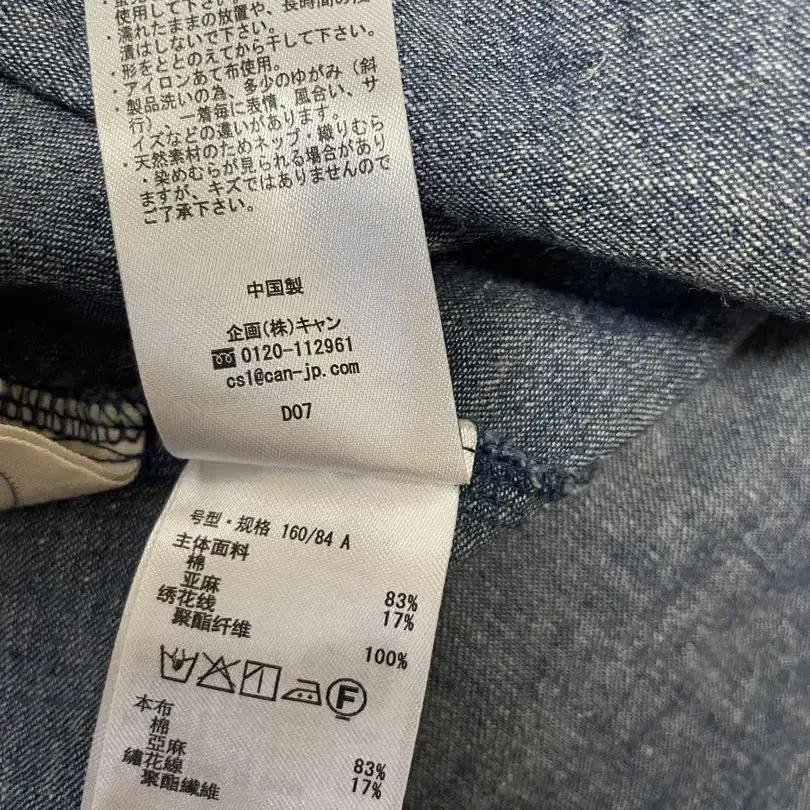 使用して下さい。
・濡れたままの放置や、長時間の浸
漬はしないで下さい。
・形をととのえてから干して下さい。
・アイロンあて布使用。
・製品洗いの為、多少のゆがみ（斜
行）、一着毎に表情、風合い、サ
イズなどの違いがあります。
・天然素材のためネップ・織りむら
・染めむらが見られる場合があり
ますが、キズではありませんので
ご了承下さい。
中国製
企画(株)キャン
0120-112961
cs1@can-jp.com
D07
号型・规格 160/84 A
主体面料
棉 83%
亚麻 17%
绣花线
聚酯纤维 100%
F
本布
棉 83%
亞麻 17%
繡花線
聚酯纖維